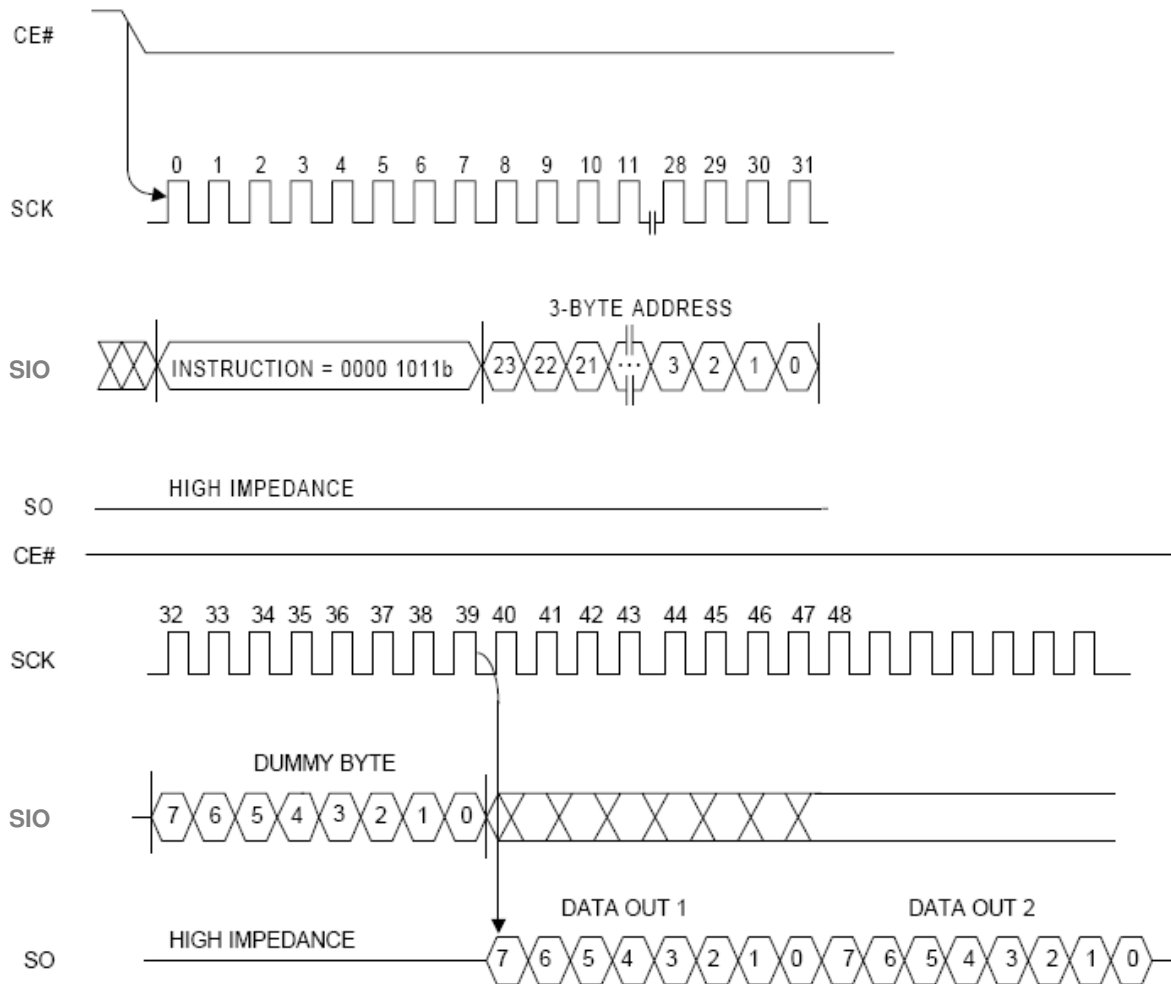 CE#
0 1 2 3 4 5 6 7 8 9 10 11 28 29 30 31
SCK
3-BYTE ADDRESS
SIO INSTRUCTION = 0000 1011b 23 22 21 ... 3 2 1 0
HIGH IMPEDANCE
SO
CE#
32 33 34 35 36 37 38 39 40 41 42 43 44 45 46 47 48
SCK
DUMMY BYTE
SIO 7 6 5 4 3 2 1 0
DATA OUT 1 DATA OUT 2
HIGH IMPEDANCE
SO 7 6 5 4 3 2 1 0 7 6 5 4 3 2 1 0